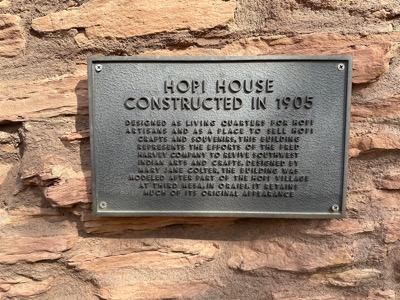 HOPI HOUSE
CONSTRUCTED IN 1905
DESIGNED AS LIVING QUARTERS FOR HOPI
ARTISANS AND AS A PLACE TO SELL HOPI
CRAFTS AND SOUVENIRS, THIS BUILDING
REPRESENTS THE EFFORTS OF THE FRED
HARVEY COMPANY TO REVIVE SOUTHWEST
INDIAN ARTS AND CRAFTS. DESIGNED BY
MARY JANE COLTER, THE BUILDING WAS
MODELED AFTER PART OF THE HOPI VILLAGE
AT THIRD MESA, IN ORAIBI. IT RETAINS
MUCH OF ITS ORIGINAL APPEARANCE